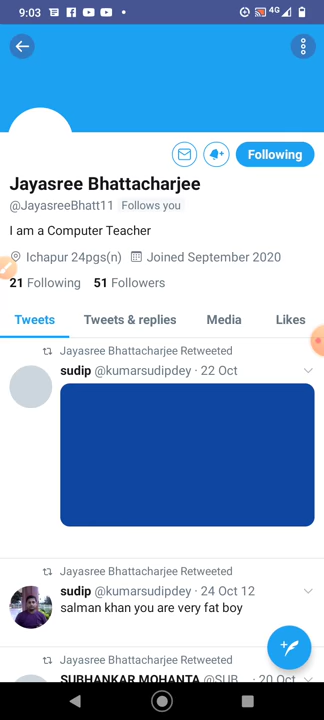 9:03
4G
Following
Jayasree Bhattacharjee
@JayasreeBhatt11 Follows you
I am a Computer Teacher
Ichapur 24pgs(n) Joined September 2020
21 Following 51 Followers
Tweets Tweets & replies Media Likes
Jayasree Bhattacharjee Retweeted
sudip @kumarsudipdey · 22 Oct
Jayasree Bhattacharjee Retweeted
sudip @kumarsudipdey · 24 Oct 12
salman khan you are very fat boy
Jayasree Bhattacharjee Retweeted
SUBHANKAR MOHANTA @SUB... · 20 Oct